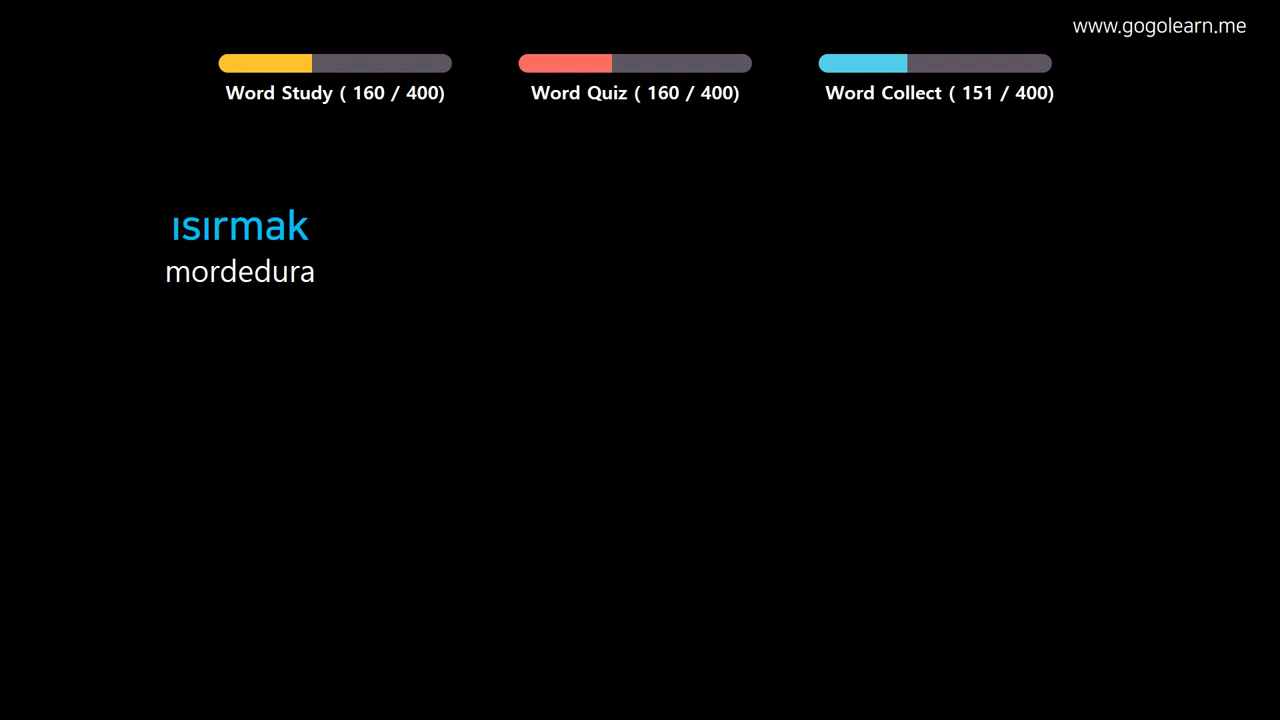 www.gogolearn.me
Word Study ( 160 / 400)
Word Quiz ( 160 / 400)
Word Collect ( 151 / 400)
ısırmak
mordedura